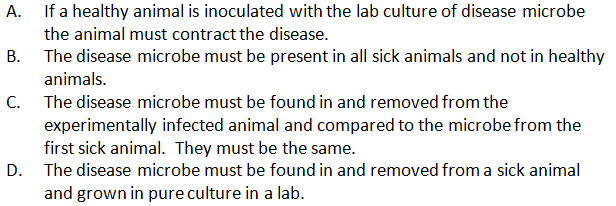 A. If a healthy animal is inoculated with the lab culture of disease microbe
the animal must contract the disease.
B. The disease microbe must be present in all sick animals and not in healthy
animals.
C. The disease microbe must be found in and removed from the
experimentally infected animal and compared to the microbe from the
first sick animal. They must be the same.
D. The disease microbe must be found in and removed from a sick animal
and grown in pure culture in a lab.